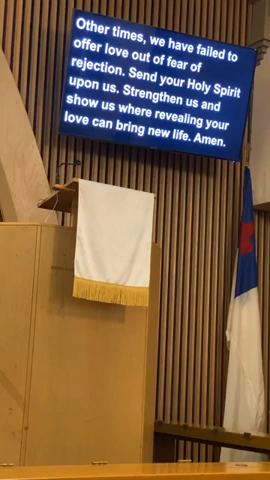 Other times, we have failed to
offer love out of fear of
rejection. Send your Holy Spirit
upon us. Strengthen us and
show us where revealing your
love can bring new life. Amen.